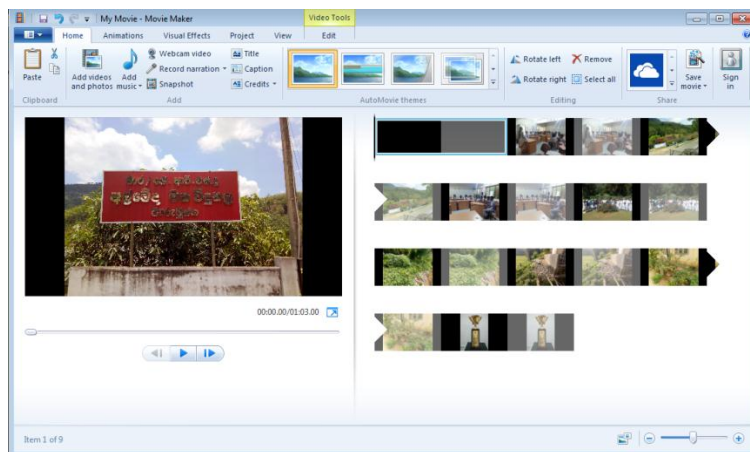 My Movie - Movie Maker
Video Tools
Home
Animations
Visual Effects
Project
View
Edit
Paste
Add videos
and photos
Add
music
Webcam video
Record narration
Snapshot
Title
Caption
Credits
Rotate left
Rotate right
Remove
Select all
Save
movie
Sign
in
Clipboard
Add
AutoMovie themes
Editing
Share
00:00.00/01:03.00
Item 1 of 9